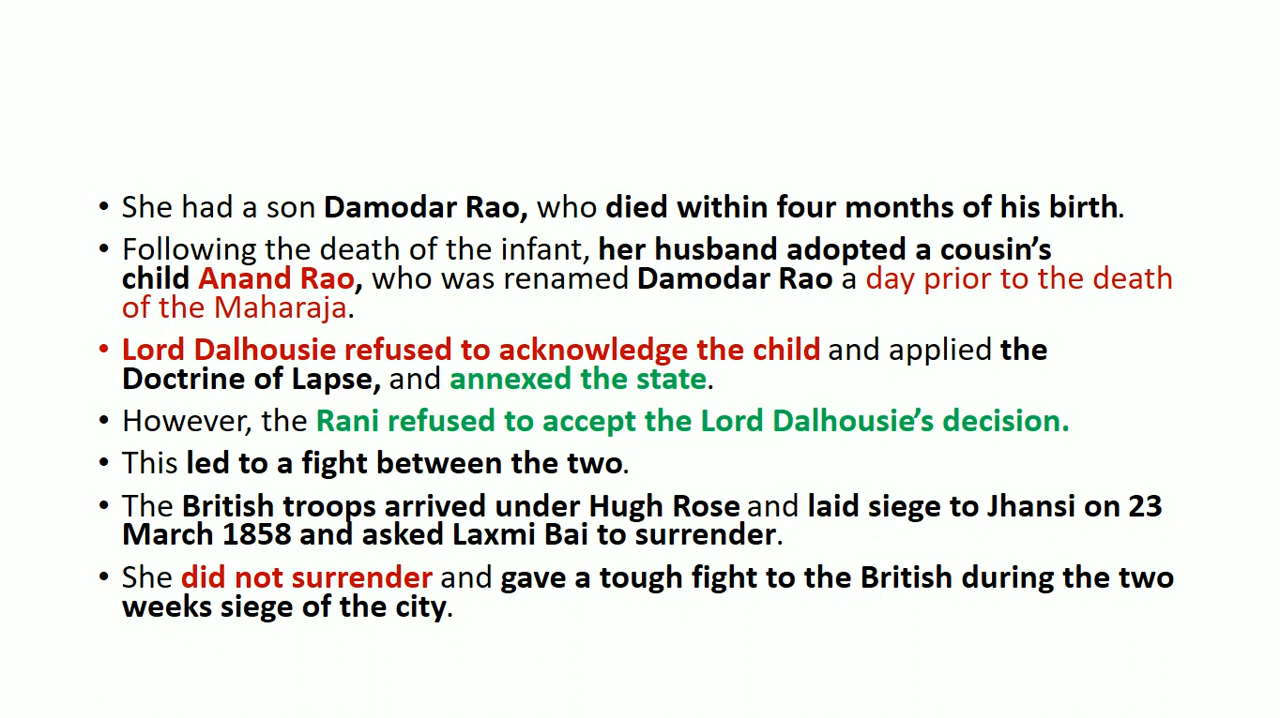 • She had a son Damodar Rao, who died within four months of his birth.
• Following the death of the infant, her husband adopted a cousin’s
child Anand Rao, who was renamed Damodar Rao a day prior to the death
of the Maharaja.
• Lord Dalhousie refused to acknowledge the child and applied the
Doctrine of Lapse, and annexed the state.
• However, the Rani refused to accept the Lord Dalhousie’s decision.
• This led to a fight between the two.
• The British troops arrived under Hugh Rose and laid siege to Jhansi on 23
March 1858 and asked Laxmi Bai to surrender.
• She did not surrender and gave a tough fight to the British during the two
weeks siege of the city.